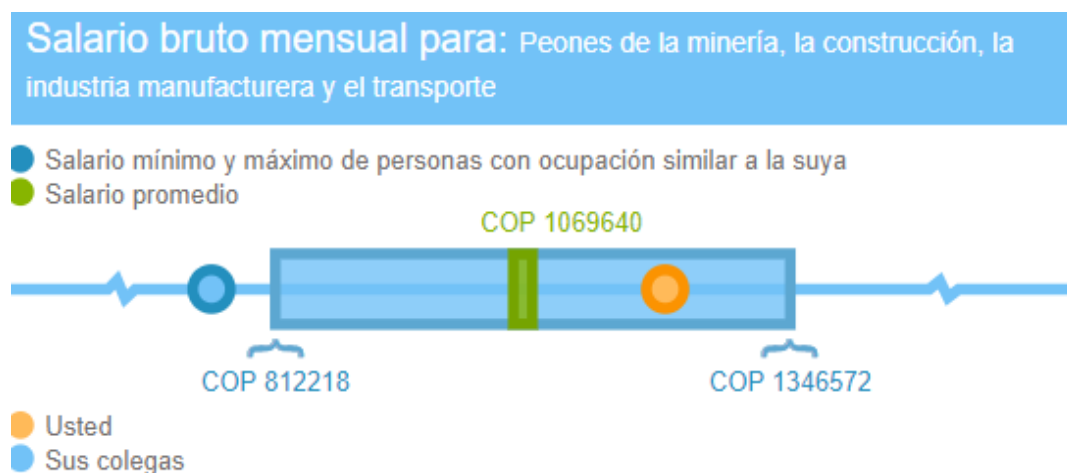 Salario bruto mensual para: Peones de la minería, la construcción, la
industria manufacturera y el transporte
Salario mínimo y máximo de personas con ocupación similar a la suya
Salario promedio
COP 1069640
COP 812218
COP 1346572
Usted
Sus colegas